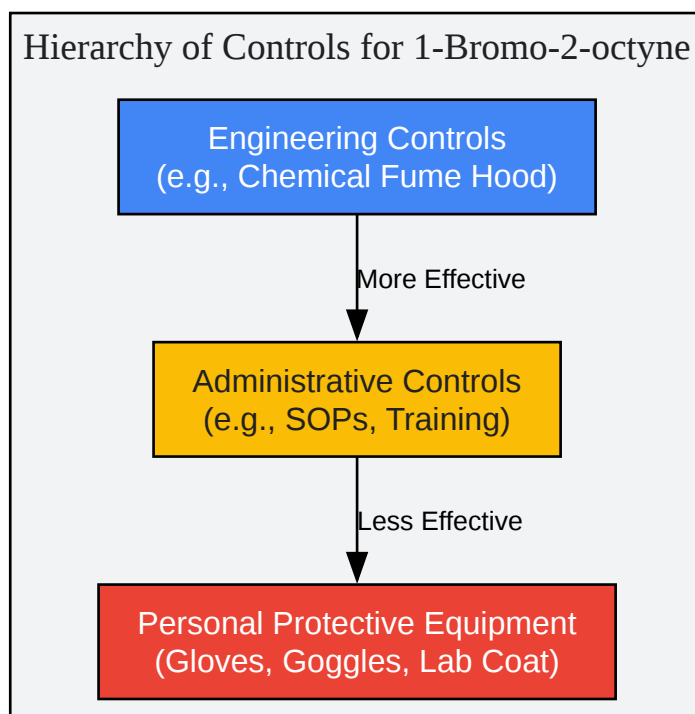 Hierarchy of Controls for 1-Bromo-2-octyne
Engineering Controls
(e.g., Chemical Fume Hood)
More Effective
Administrative Controls
(e.g., SOPs, Training)
Less Effective
Personal Protective Equipment
(Gloves, Goggles, Lab Coat)